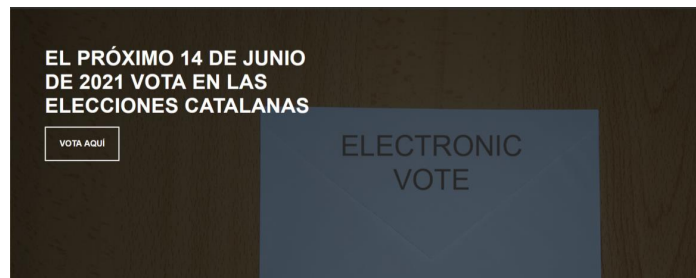 EL PRÓXIMO 14 DE JUNIO
DE 2021 VOTA EN LAS
ELECCIONES CATALANAS
VOTA AQUÍ
ELECTRONIC
VOTE